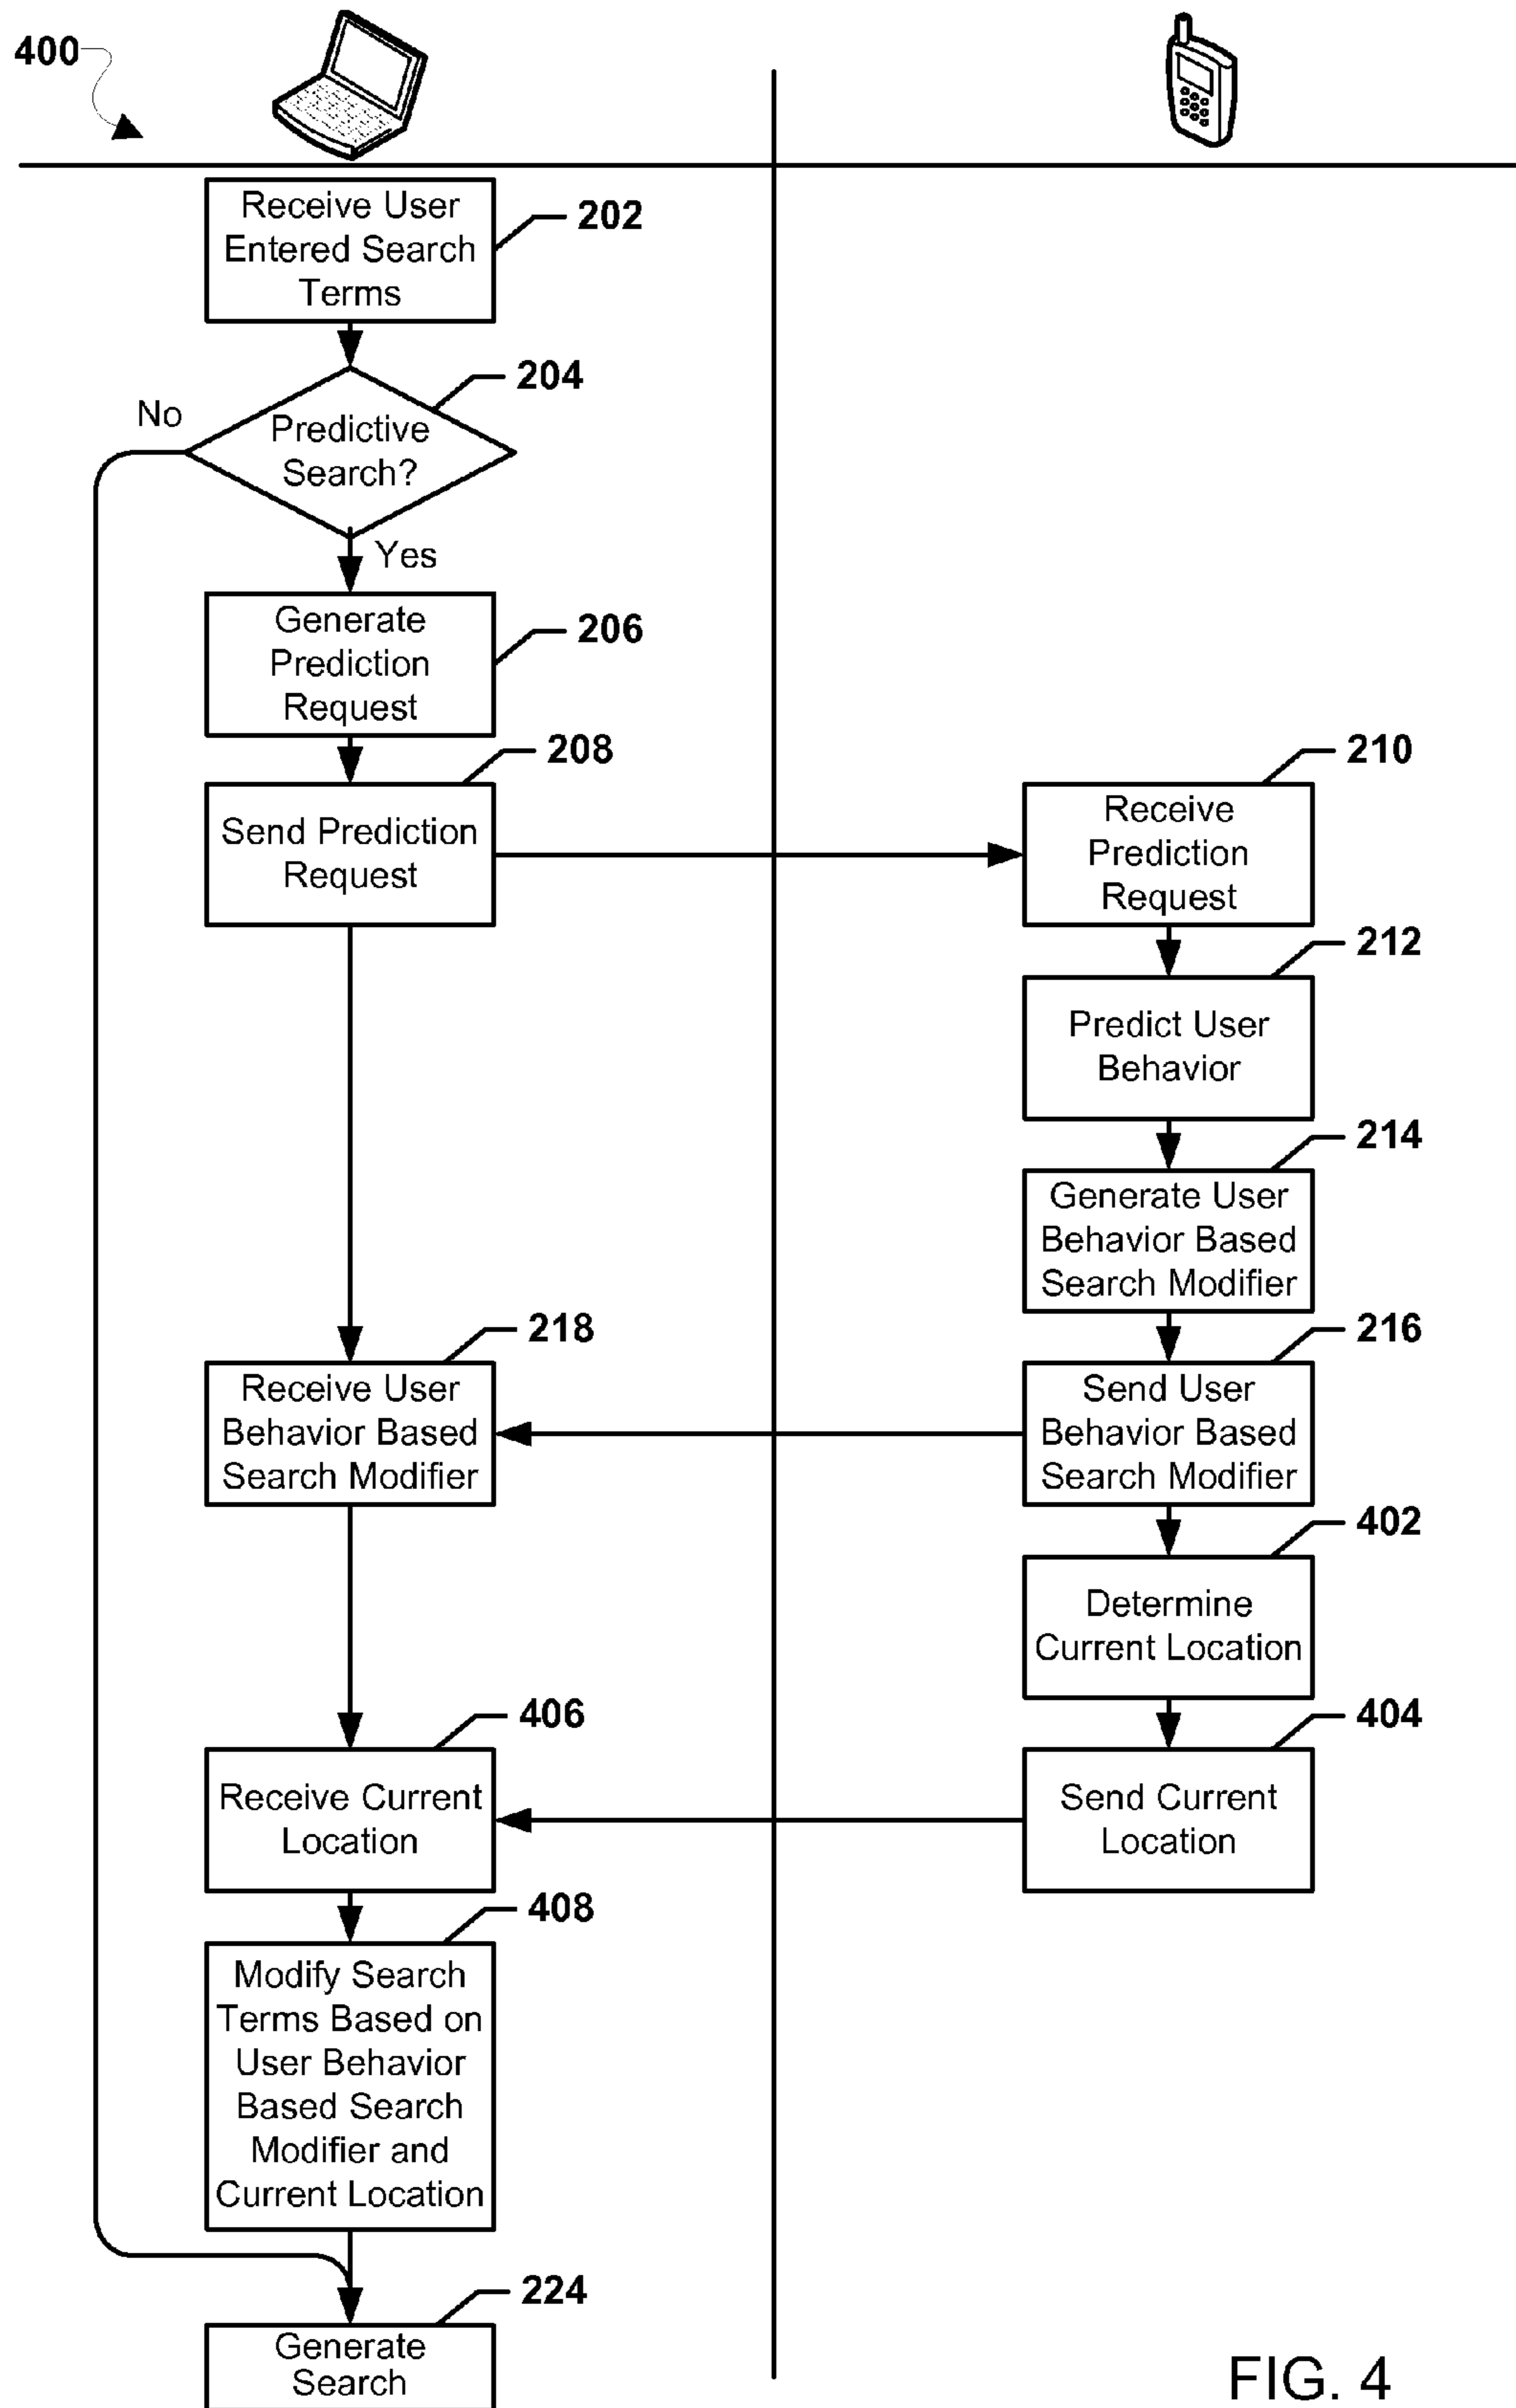 400
Receive User
Entered Search
Terms
202
204
No
Predictive
Search?
Yes
Generate
Prediction
Request
206
208
Send Prediction
Request
210
Receive
Prediction
Request
212
Predict User
Behavior
214
Generate User
Behavior Based
Search Modifier
218
Receive User
Behavior Based
Search Modifier
216
Send User
Behavior Based
Search Modifier
402
Determine
Current Location
406
Receive Current
Location
404
Send Current
Location
408
Modify Search
Terms Based on
User Behavior
Based Search
Modifier and
Current Location
224
Generate
Search
FIG. 4